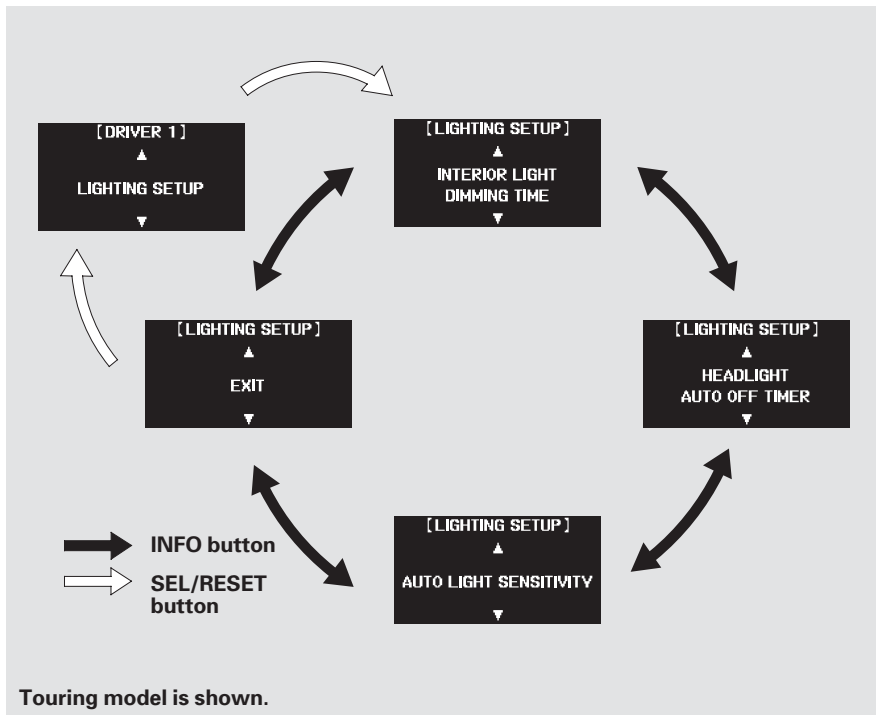 [DRIVER 1]
▲
LIGHTING SETUP
▼
[LIGHTING SETUP]
▲
INTERIOR LIGHT
DIMMING TIME
▼
[LIGHTING SETUP]
▲
HEADLIGHT
AUTO OFF TIMER
▼
[LIGHTING SETUP]
▲
AUTO LIGHT SENSITIVITY
▼
[LIGHTING SETUP]
▲
EXIT
▼
INFO button
SEL/RESET
button
Touring model is shown.